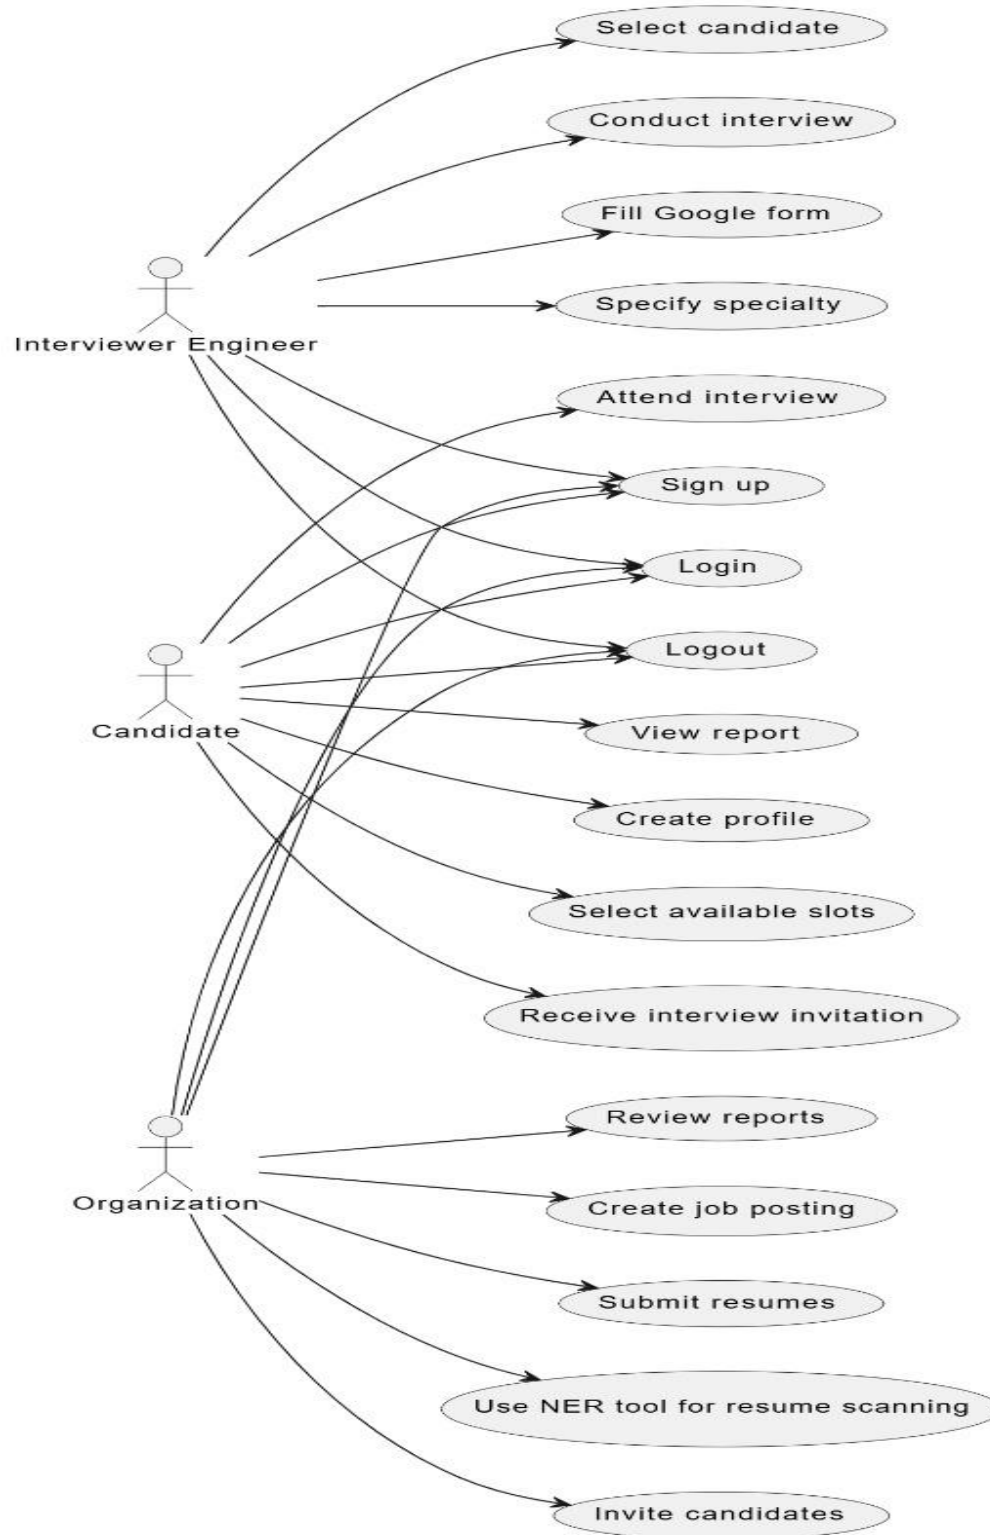 Select candidate
Conduct interview
Fill Google form
Specify specialty
Interviewer Engineer
Attend interview
Sign up
Login
Logout
Candidate
View report
Create profile
Select available slots
Receive interview invitation
Review reports
Organization
Create job posting
Submit resumes
Use NER tool for resume scanning
Invite candidates